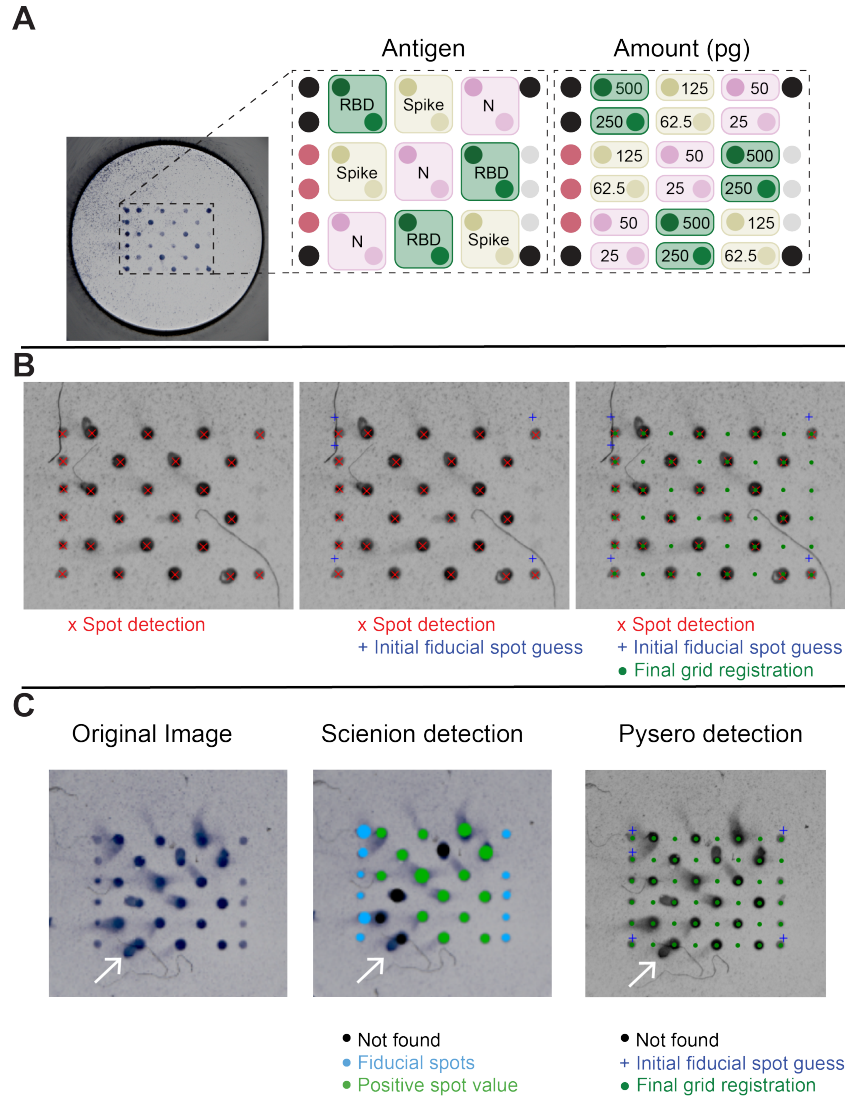 A
Antigen
Amount (pg)
RBD
Spike
N
500
125
50
250
62.5
25
Spike
N
RBD
125
50
500
62.5
25
250
N
RBD
Spike
50
500
125
25
250
62.5
B
x Spot detection
x Spot detection
+ Initial fiducial spot guess
x Spot detection
+ Initial fiducial spot guess
● Final grid registration
C
Original Image
Scienion detection
Pysero detection
● Not found
● Fiducial spots
● Positive spot value
● Not found
+ Initial fiducial spot guess
● Final grid registration